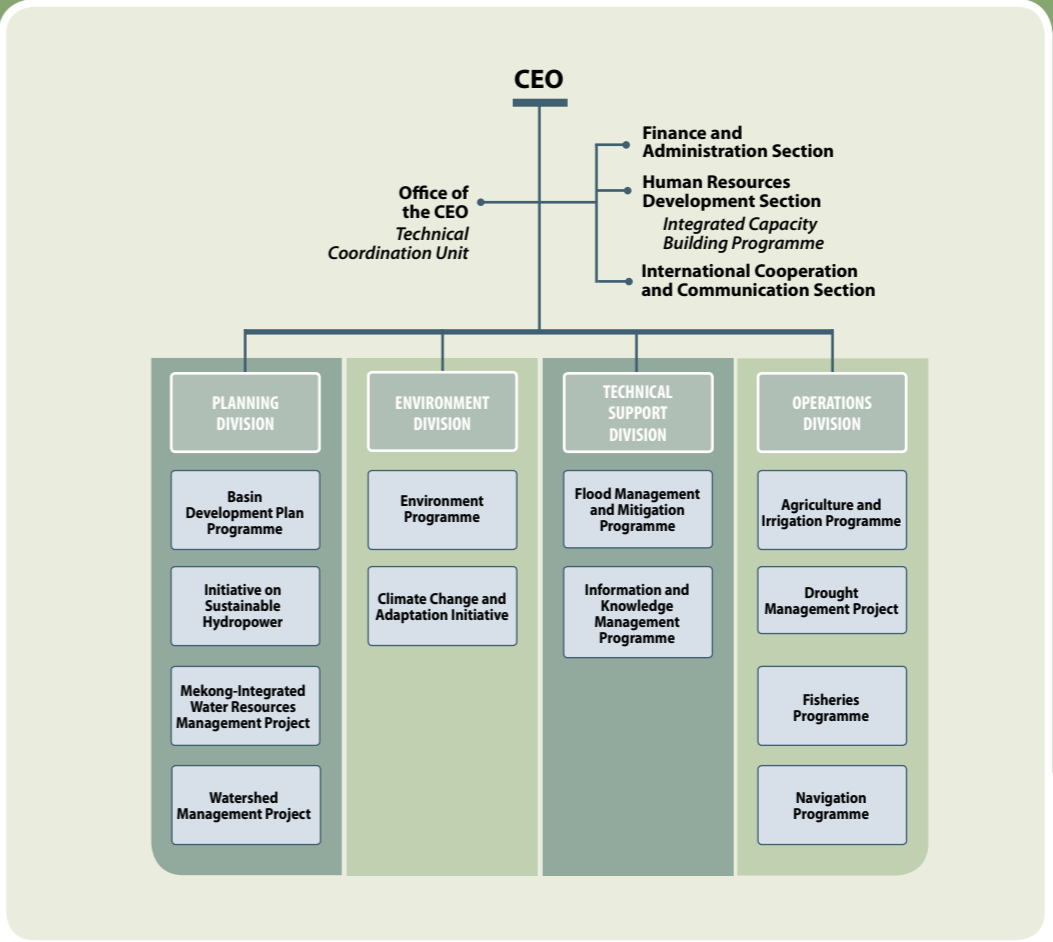 CEO
Finance and
Administration Section
Office of
the CEO
Technical
Coordination Unit
Human Resources
Development Section
Integrated Capacity
Building Programme
International Cooperation
and Communication Section
PLANNING
DIVISION
Basin
Development Plan
Programme
Initiative on
Sustainable
Hydropower
Mekong-Integrated
Water Resources
Management Project
Watershed
Management Project
ENVIRONMENT
DIVISION
Environment
Programme
Climate Change and
Adaptation Initiative
TECHNICAL
SUPPORT
DIVISION
Flood Management
and Mitigation
Programme
Information and
Knowledge
Management
Programme
OPERATIONS
DIVISION
Agriculture and
Irrigation Programme
Drought
Management Project
Fisheries
Programme
Navigation
Programme